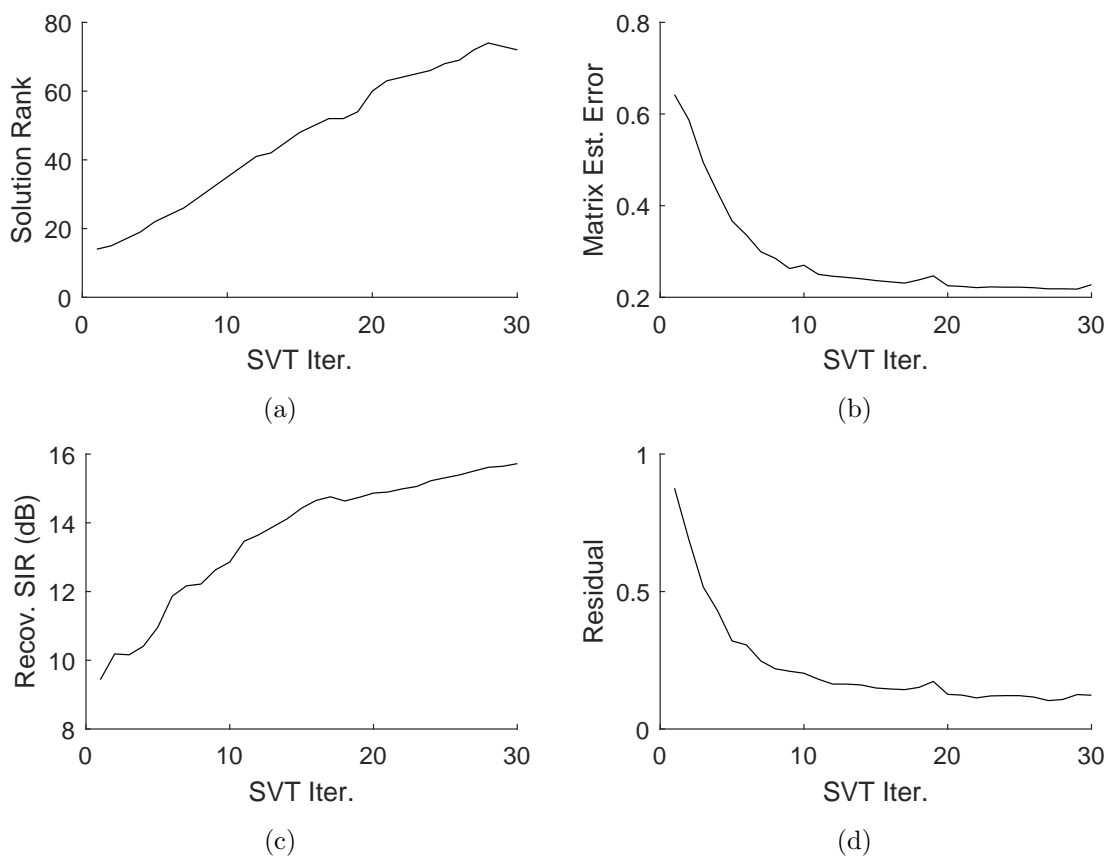 80
60
40
20
0
Solution Rank
0 10 20 30
SVT Iter.
(a)
0.8
0.6
0.4
0.2
Matrix Est. Error
0 10 20 30
SVT Iter.
(b)
16
14
12
10
8
Recov. SIR (dB)
0 10 20 30
SVT Iter.
(c)
1
0.5
0
Residual
0 10 20 30
SVT Iter.
(d)